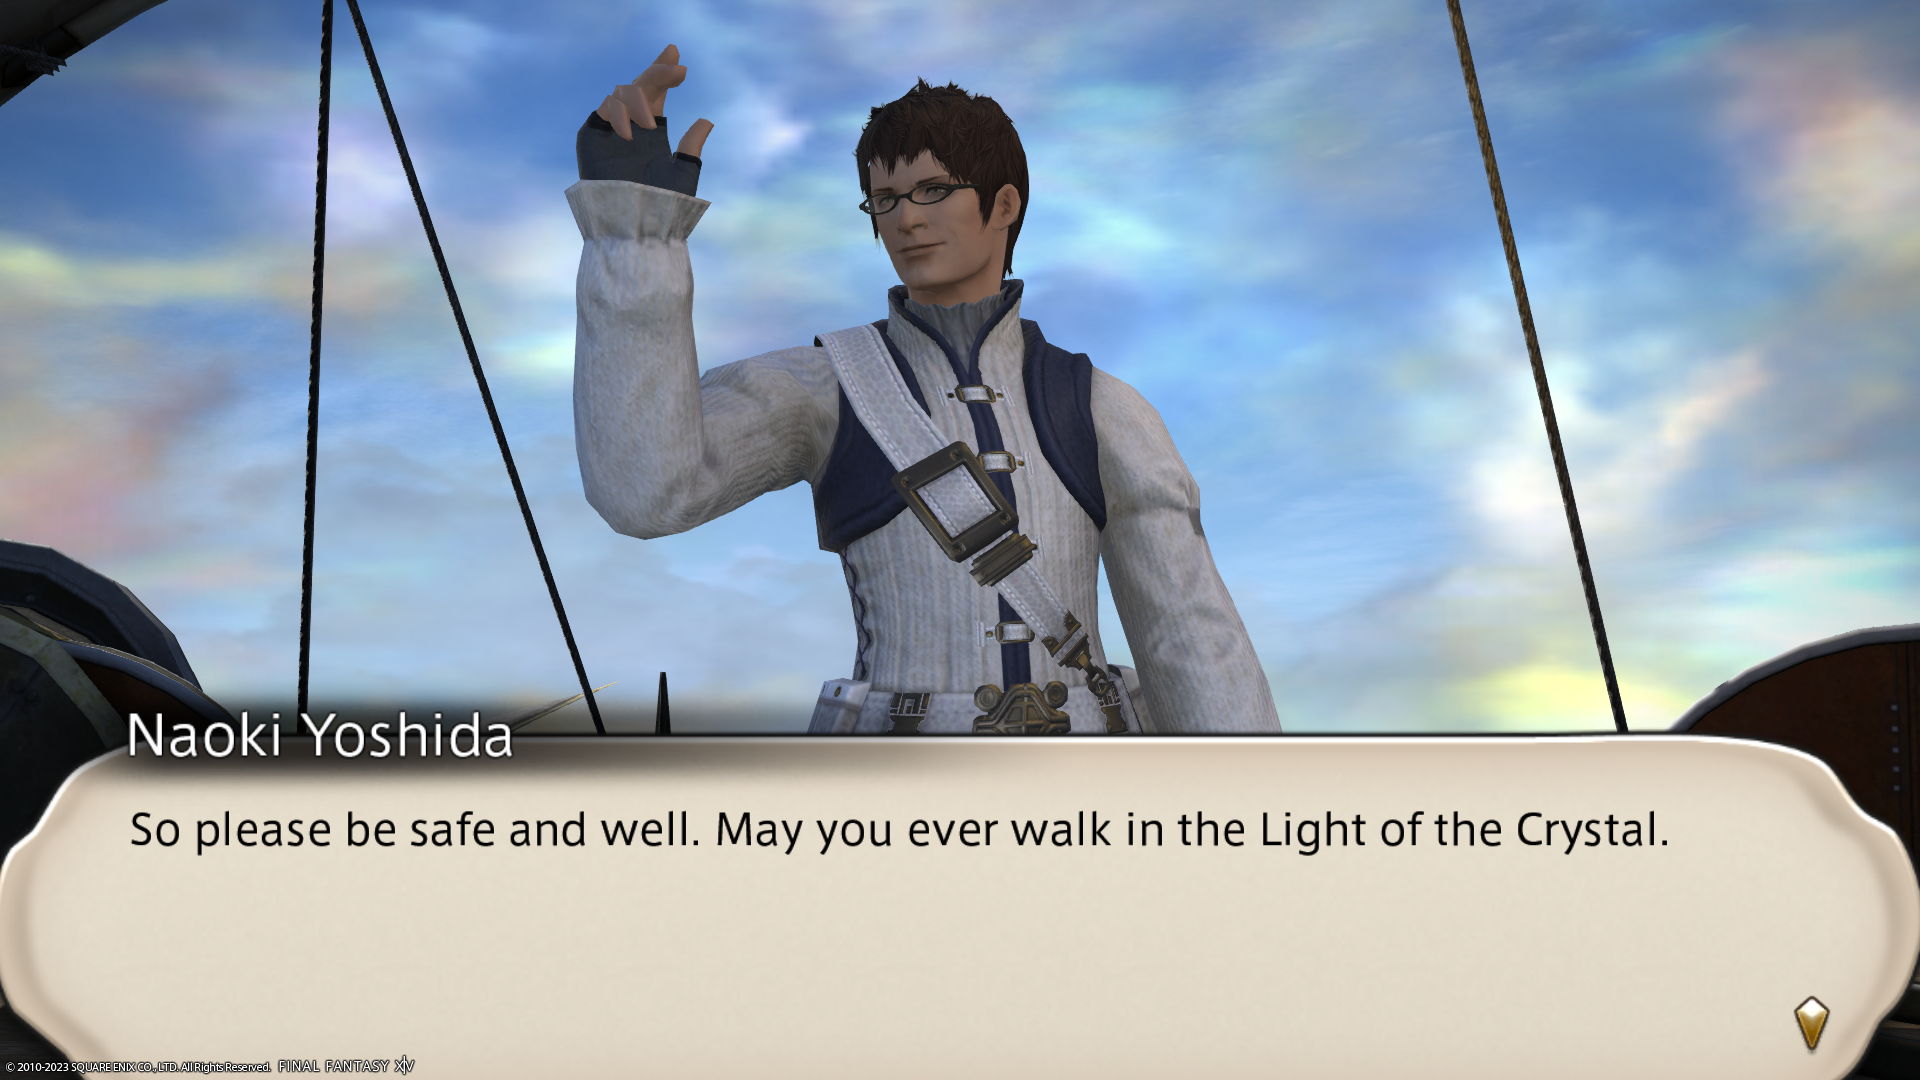 Naoki Yoshida
So please be safe and well. May you ever walk in the Light of the Crystal.
© 2010-2023 SQUARE ENIX CO., LTD. All Rights Reserved. FINAL FANTASY XIV